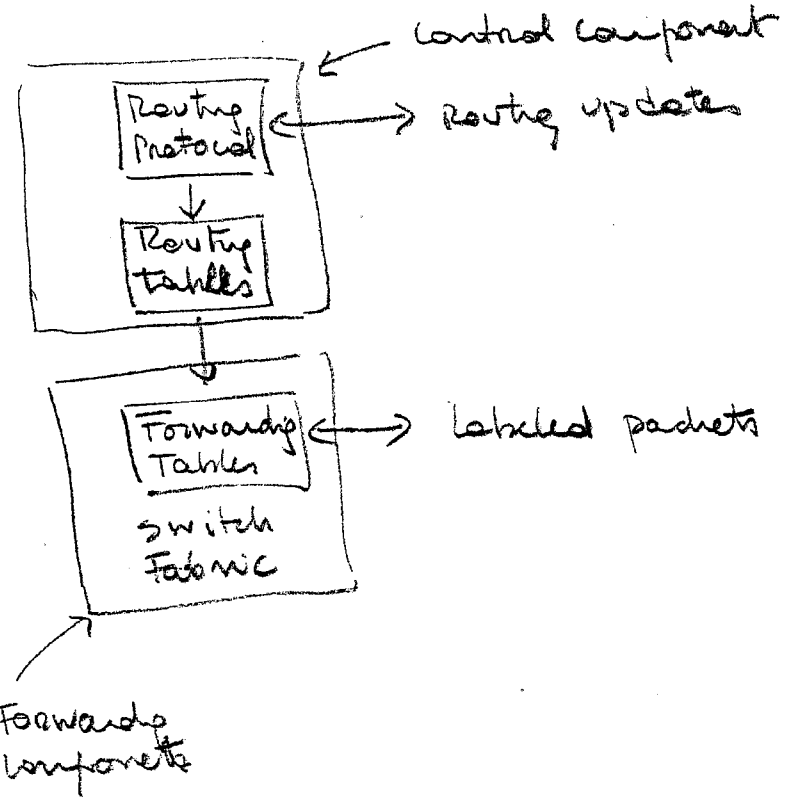 control component
Routing
Protocol
Routing updates
Routing
Tables
Forwarding
Tables
Labeled packets
switch
Fabric
Forwarding
components